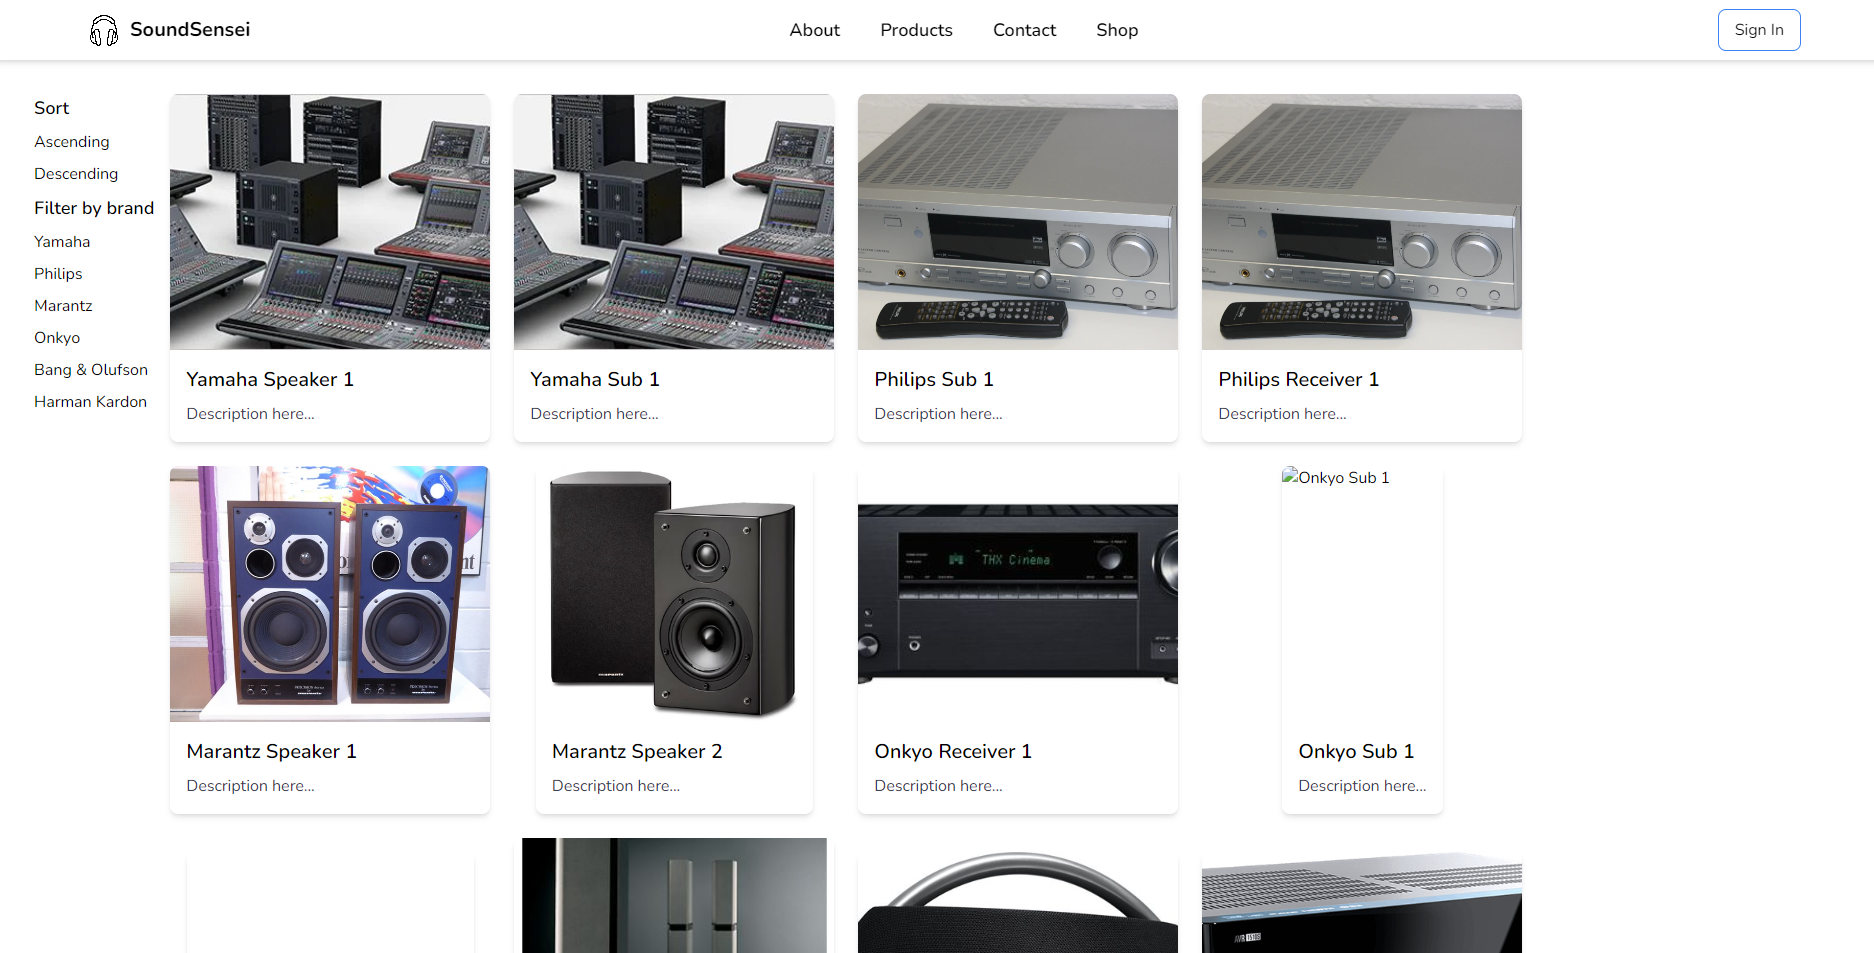 SoundSensei
About
Products
Contact
Shop
Sign In
Sort
Ascending
Descending
Filter by brand
Yamaha
Philips
Marantz
Onkyo
Bang & Olufson
Harman Kardon
Yamaha Speaker 1
Description here...
Yamaha Sub 1
Description here...
Philips Sub 1
Description here...
Philips Receiver 1
Description here...
marantz
THX Cinema
Onkyo Sub 1
Marantz Speaker 1
Description here...
Marantz Speaker 2
Description here...
Onkyo Receiver 1
Description here...
Onkyo Sub 1
Description here...
AVR